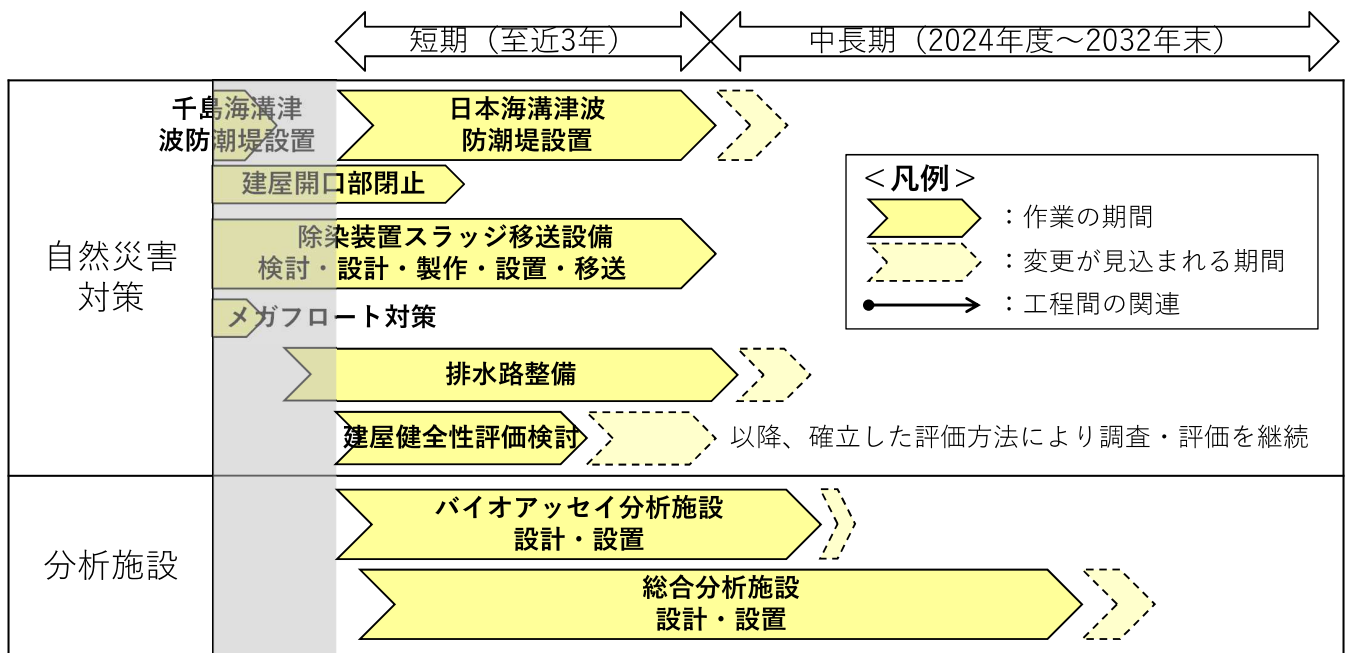 短期（至近3年）
中長期（2024年度～2032年末）
自然災害
対策
千島海溝津
波防潮堤設置
日本海溝津波
防潮堤設置
建屋開口部閉止
除染装置スラッジ移送設備
検討・設計・製作・設置・移送
メガフロート対策
排水路整備
建屋健全性評価検討
以降、確立した評価方法により調査・評価を継続
＜凡例＞
：作業の期間
：変更が見込まれる期間
：工程間の関連
分析施設
バイオアッセイ分析施設
設計・設置
総合分析施設
設計・設置